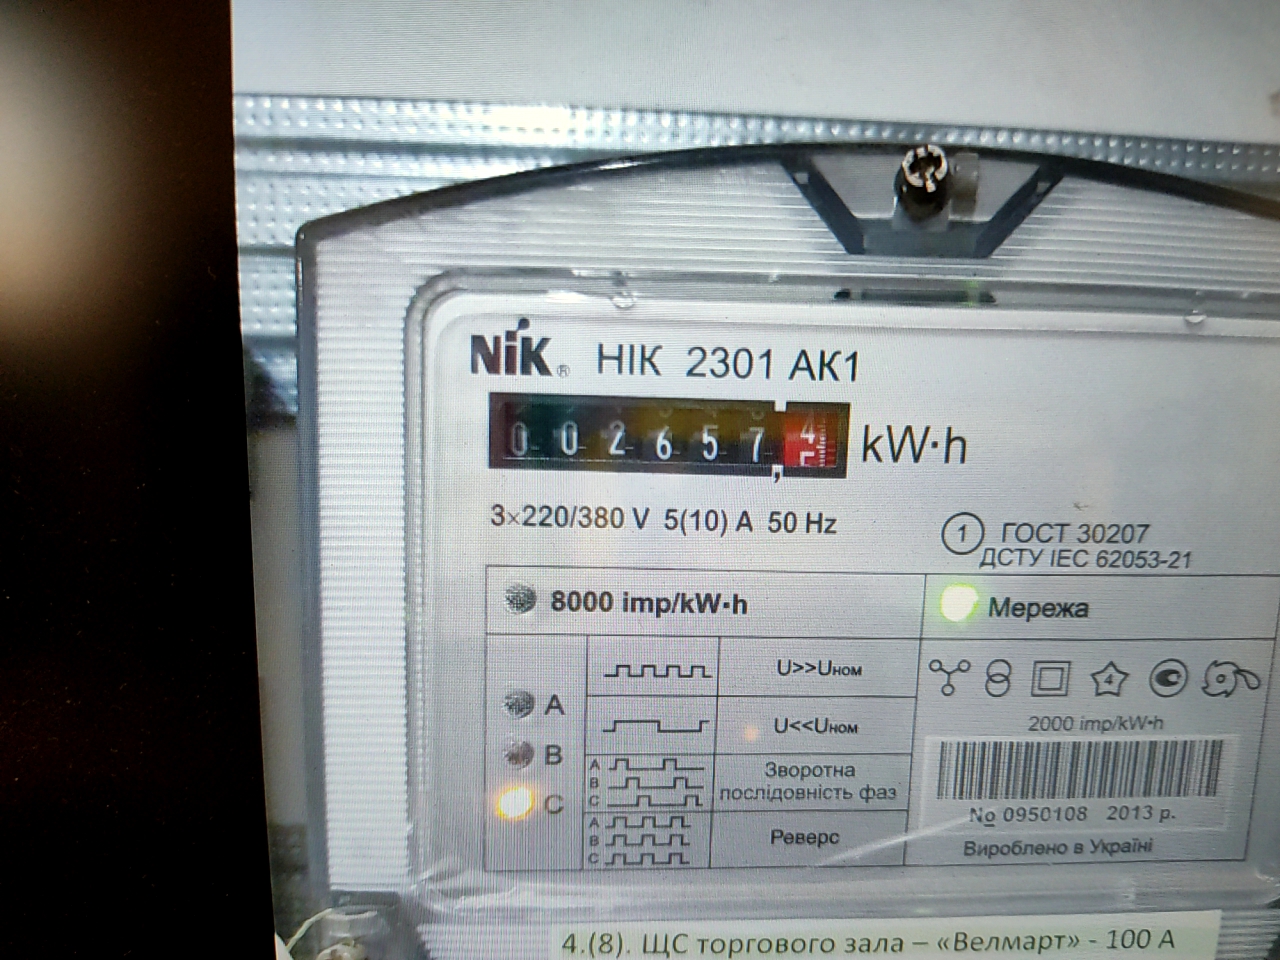 NiK® НІК 2301 АК1
0 0 2 6 5 7, 4 kW·h
3×220/380 V 5(10) A 50 Hz
1 ГОСТ 30207
ДСТУ IEC 62053-21
8000 imp/kW·h
Мережа
A
B
C
U>>Uном
U<<Uном
A
B
C
Зворотна
послідовність фаз
A
B
C
Реверс
4
2000 imp/kW·h
No 0950108 2013 р.
Вироблено в Україні
4.(8). ЩС торгового зала – «Велмарт» - 100 А